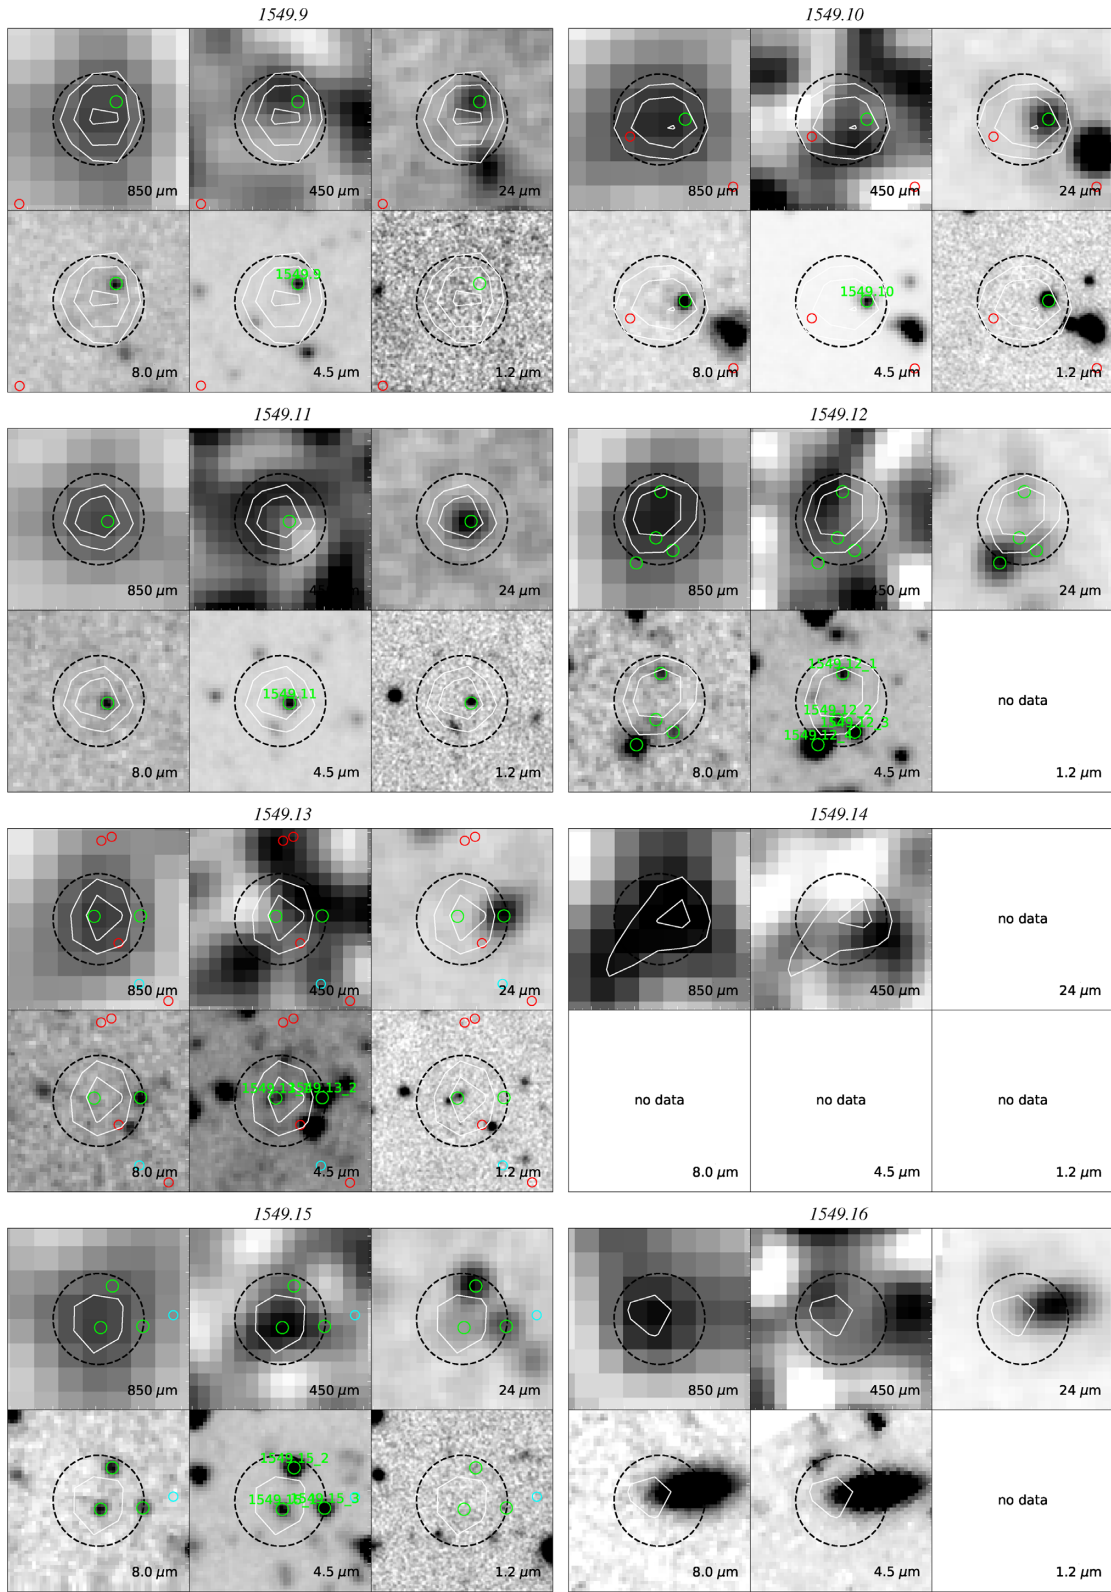 1549.9
850 µm 450 µm 24 µm
1549.9
8.0 µm 4.5 µm 1.2 µm
1549.10
850 µm 450 µm 24 µm
1549.10
8.0 µm 4.5 µm 1.2 µm
1549.11
850 µm 450 µm 24 µm
1549.11
8.0 µm 4.5 µm 1.2 µm
1549.12
850 µm 450 µm 24 µm
1549.12_1
no data
1549.12_2
1549.12_3
8.0 µm 4.5 µm 1.2 µm
1549.13
850 µm 450 µm 24 µm
1549.13_2
8.0 µm 4.5 µm 1.2 µm
1549.14
no data
850 µm 450 µm 24 µm
no data no data no data
8.0 µm 4.5 µm 1.2 µm
1549.15
850 µm 450 µm 24 µm
1549.15_2
1549.15_3
8.0 µm 4.5 µm 1.2 µm
1549.16
850 µm 450 µm 24 µm
no data
8.0 µm 4.5 µm 1.2 µm